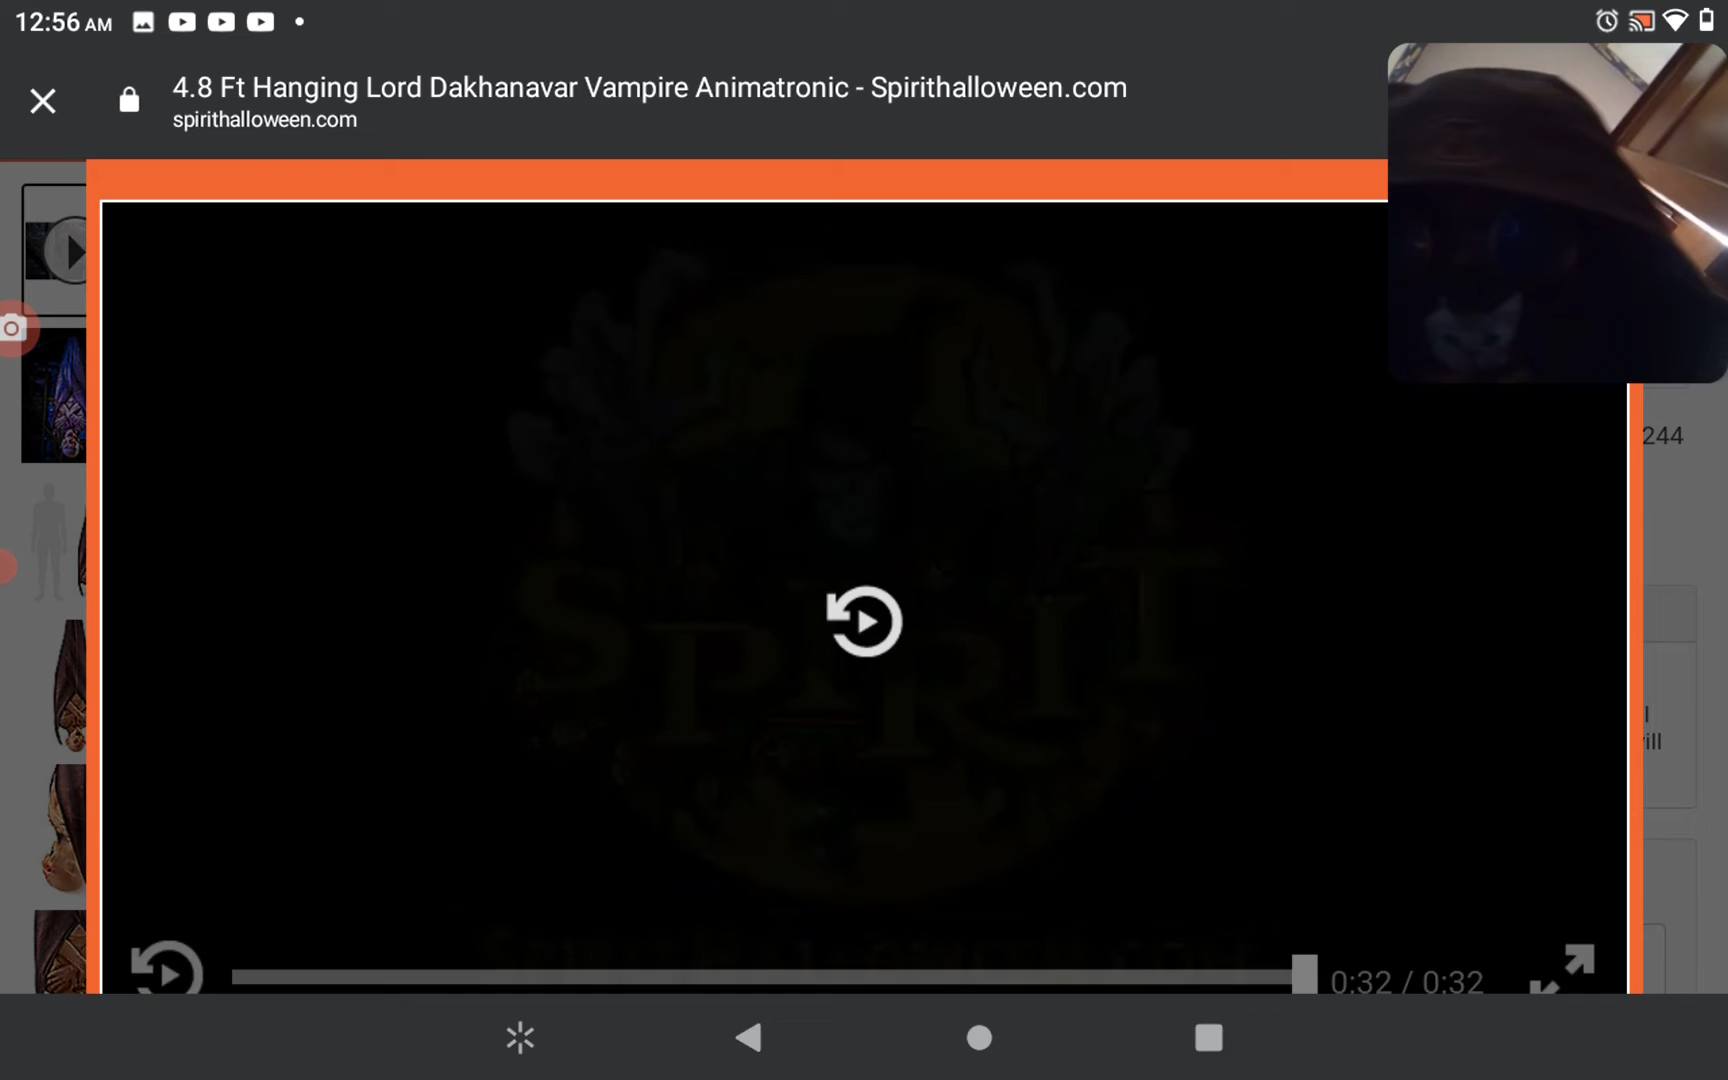 12:56 AM
4.8 Ft Hanging Lord Dakhanavar Vampire Animatronic - Spirithalloween.com
spirithalloween.com
244
ill
SPIRIT
0:32 / 0:32